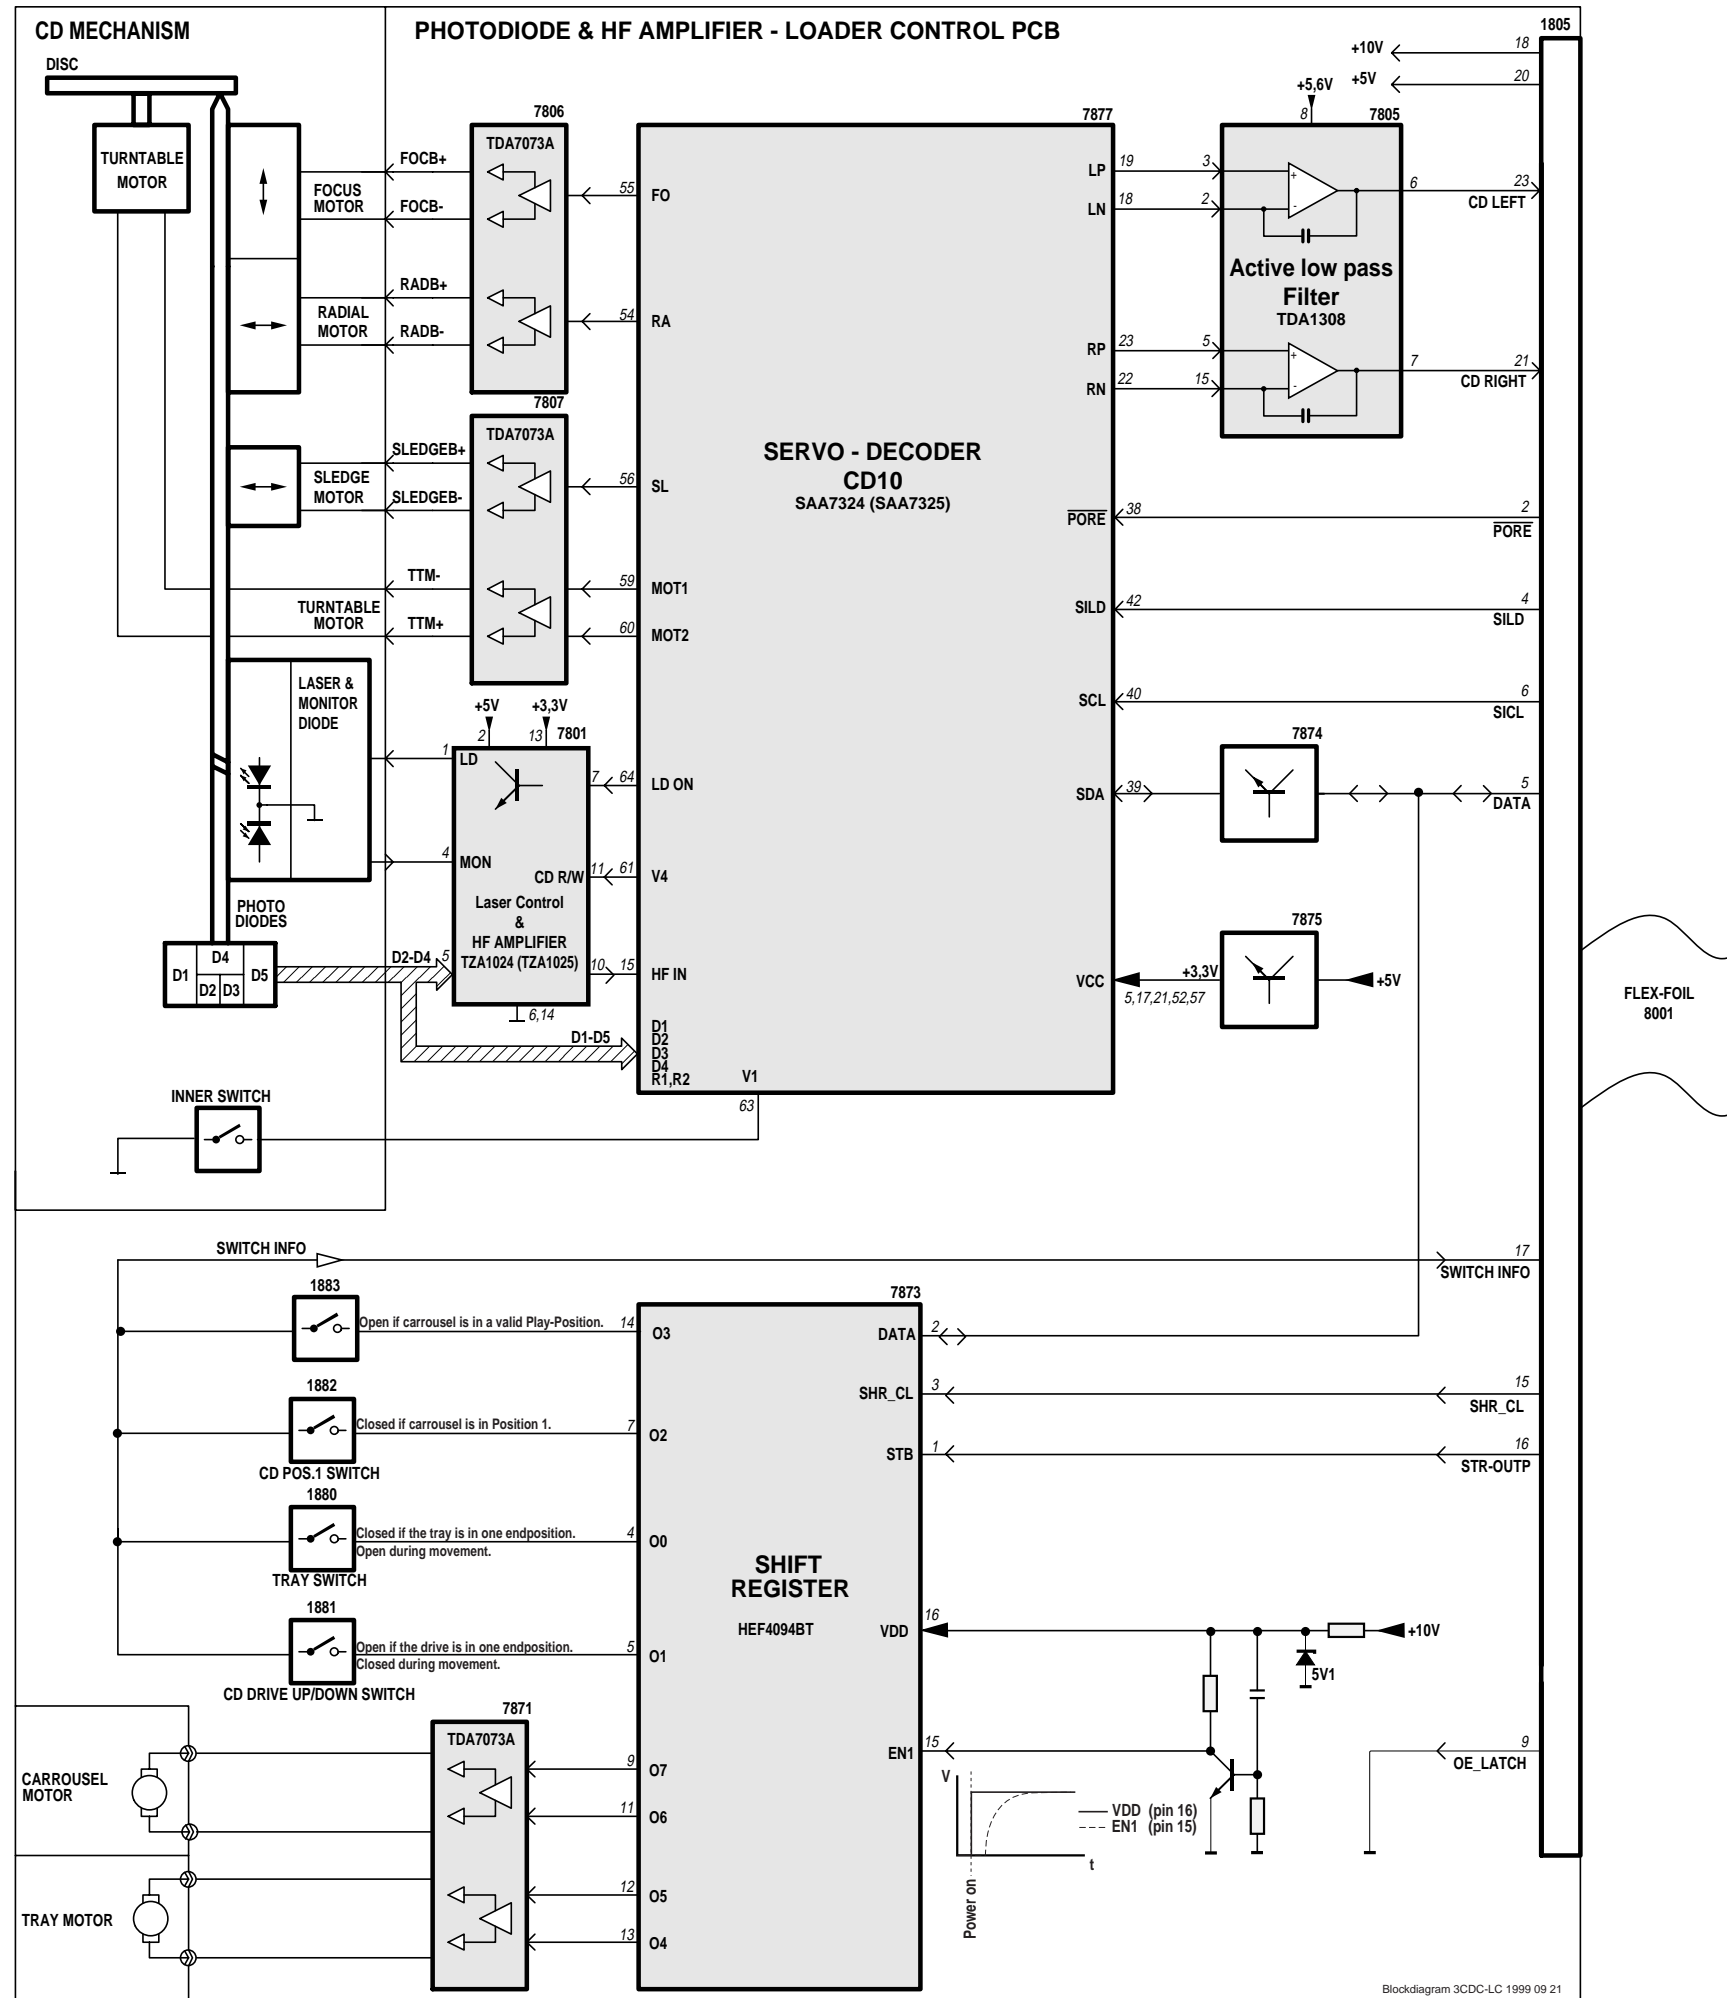 CD MECHANISM
PHOTODIODE & HF AMPLIFIER - LOADER CONTROL PCB
1805
DISC
+10V
18
+5V
20
+5,6V
8
7805
7806
7877
TDA7073A
TURNTABLE
MOTOR
FOCUS
MOTOR
FOCB+
FOCB-
55
FO
LP
19
3
LN
18
2
6
23
CD LEFT
Active low pass
Filter
TDA1308
RADIAL
MOTOR
RADB+
RADB-
54
RA
RP
23
5
RN
22
15
7
21
CD RIGHT
7807
TDA7073A
SLEDGEB+
SLEDGE
MOTOR
SLEDGEB-
56
SL
SERVO - DECODER
CD10
SAA7324 (SAA7325)
PORE
38
2
PORE
TTM-
59
MOT1
TURNTABLE
MOTOR
TTM+
60
MOT2
SILD
42
4
SILD
LASER &
MONITOR
DIODE
+5V
+3,3V
2
13
7801
SCL
40
6
SICL
1
LD
7
64
LD ON
7874
SDA
39
5
DATA
4
MON
CD R/W
11
61
V4
Laser Control
&
HF AMPLIFIER
TZA1024 (TZA1025)
PHOTO
DIODES
D1
D4
D2
D3
D5
D2-D4
5
10
15
HF IN
6,14
7875
VCC
+3,3V
5,17,21,52,57
+5V
FLEX-FOIL
8001
D1-D5
D1
D2
D3
D4
R1,R2
V1
63
INNER SWITCH
SWITCH INFO
17
SWITCH INFO
1883
7873
Open if carrousel is in a valid Play-Position.
14
O3
DATA
2
1882
Closed if carrousel is in Position 1.
7
O2
CD POS.1 SWITCH
SHR_CL
3
15
SHR_CL
STB
1
16
STR-OUTP
1880
Closed if the tray is in one endposition.
Open during movement.
4
O0
TRAY SWITCH
SHIFT
REGISTER
HEF4094BT
1881
Open if the drive is in one endposition.
Closed during movement.
5
O1
CD DRIVE UP/DOWN SWITCH
VDD
16
+10V
5V1
7871
TDA7073A
CARROUSEL
MOTOR
9
O7
11
O6
EN1
15
9
OE_LATCH
V
VDD (pin 16)
EN1 (pin 15)
t
Power on
TRAY MOTOR
12
O5
13
O4
Blockdiagram 3CDC-LC 1999 09 21